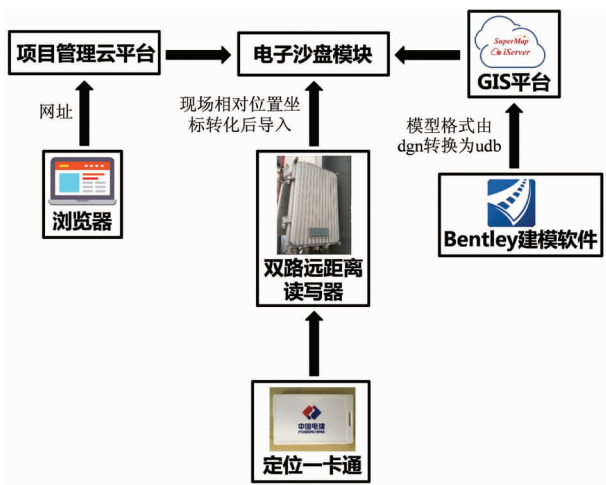 项目管理云平台
电子沙盘模块
SuperMap
iServer
GIS平台
网址
现场相对位置坐
标转化后导入
模型格式由
dgn转换为udb
浏览器
双路远距离
读写器
Bentley建模软件
中国电建
POWERCHINA
定位一卡通